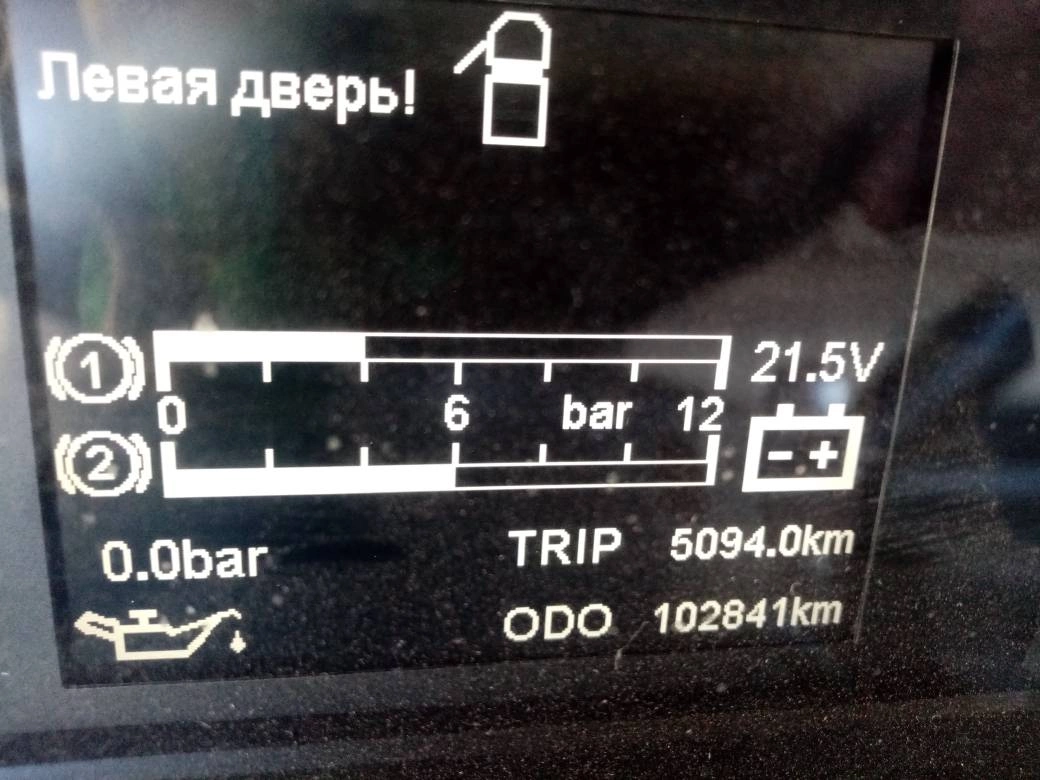 Левая дверь!
1
21.5V
0 6 bar 12
2
- +
0.0bar TRIP 5094.0km
ODO 102841km